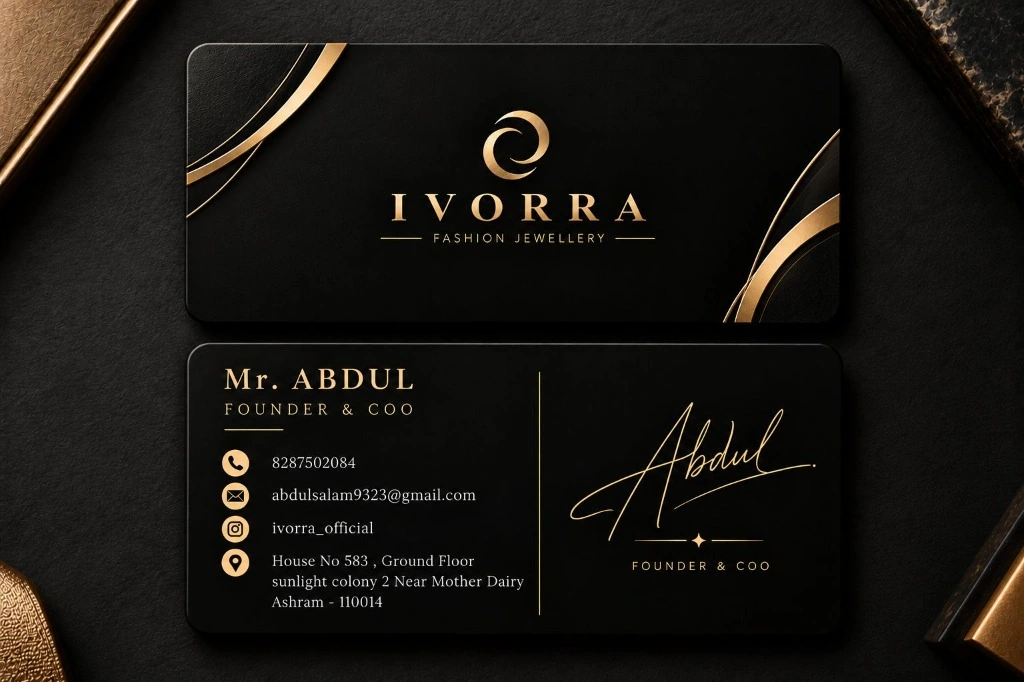 IVORRA
FASHION JEWELLERY
Mr. ABDUL
FOUNDER & COO
8287502084
abdulsalam9323@gmail.com
ivorra_official
House No 583 , Ground Floor
sunlight colony 2 Near Mother Dairy
Ashram - 110014
Abdul.
FOUNDER & COO